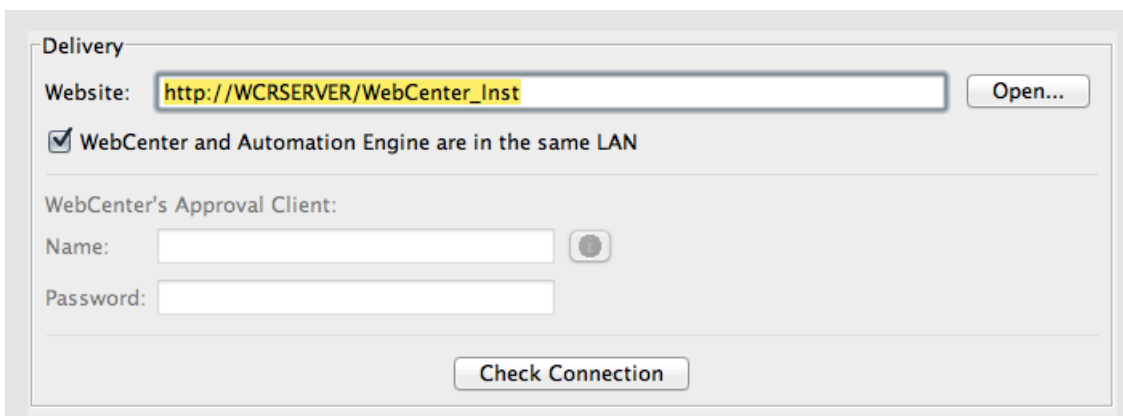 Delivery
Website: http://WCRSERVER/WebCenter_Inst Open...
WebCenter and Automation Engine are in the same LAN
WebCenter's Approval Client:
Name:
Password:
Check Connection